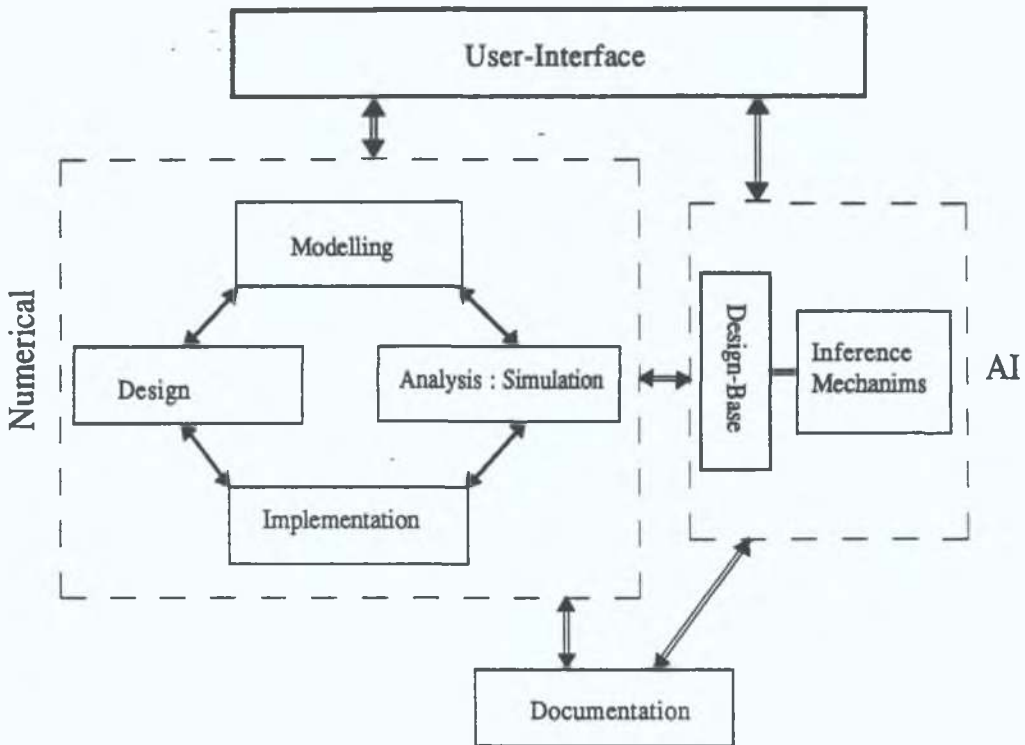 User-Interface
Numerical
Modelling
Design
Analysis : Simulation
Implementation
Design-Base
Inference
Mechanims
AI
Documentation